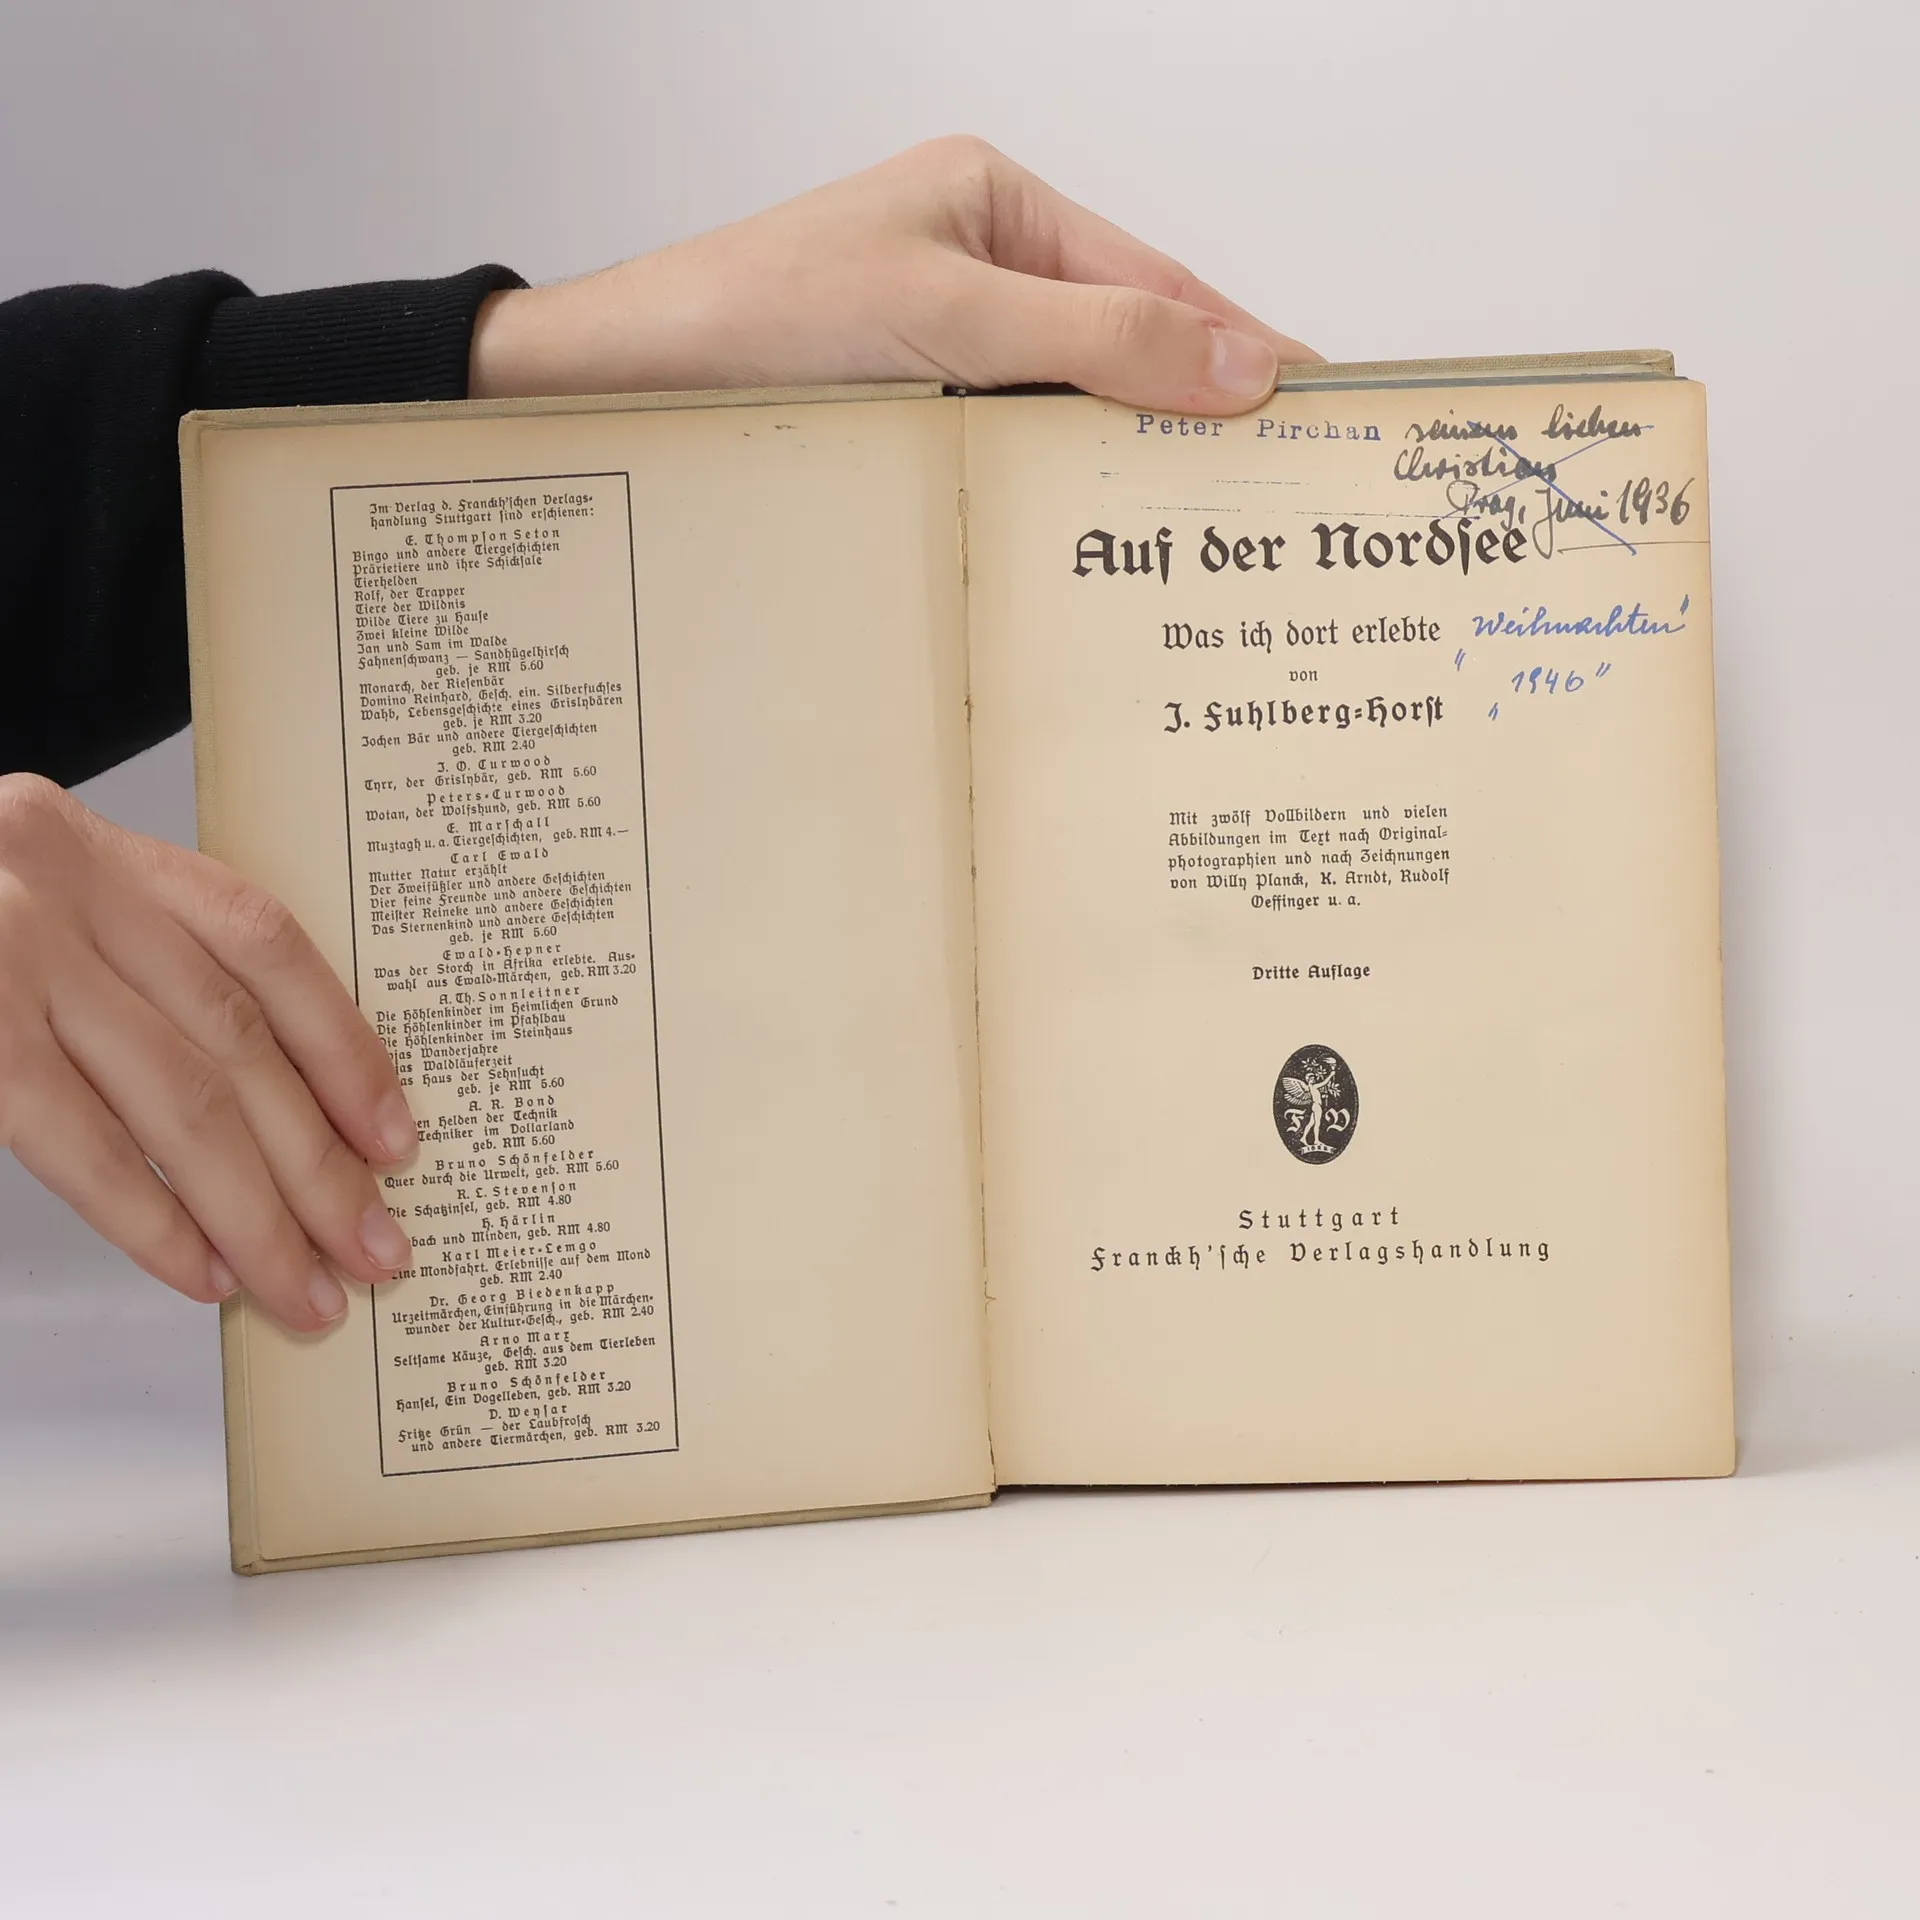 Im Verlag d. Franckh'schen Verlags-
handlung Stuttgart sind erschienen:
E. Thompson Seton
Bingo und andere Tiergeschichten
Prärietiere und ihre Schicksale
Tierhelden
Rolf, der Trapper
Tiere der Wildnis
Wilde Tiere zu Hause
Zwei kleine Wilde
Jan und Sam im Walde
Fahnenschwanz — Sandhügelhirsch
geb. je RM 5.60
Monarch, der Riesenbär
Domino Reinhard, Gesch. ein. Silberfuchses
Wahb, Lebensgeschichte eines Grislybären
geb. je RM 3.20
Jochen Bär und andere Tiergeschichten
geb. RM 2.40
J. O. Curwood
Tyrr, der Grislybär, geb. RM 5.60
Peters-Curwood
Wotan, der Wolfshund, geb. RM 5.60
E. Marschall
Muztagh u. a. Tiergeschichten, geb. RM 4.—
Carl Ewald
Mutter Natur erzählt
Der Zweifüßler und andere Geschichten
Vier feine Freunde und andere Geschichten
Meister Reineke und andere Geschichten
Das Sternenkind und andere Geschichten
geb. je RM 5.60
Ewald-Hepner
Was der Storch in Afrika erlebte. Aus-
wahl aus Ewald-Märchen, geb. RM 3.20
A. Th. Sonnleitner
Die Höhlenkinder im Heimlichen Grund
Die Höhlenkinder im Pfahlbau
Die Höhlenkinder im Steinhaus
jas Wanderjahre
jas Waldläuferzeit
as Haus der Sehnsucht
geb. je RM 5.60
A. R. Bond
en Helden der Technik
Techniker im Dollarland
geb. RM 5.60
Bruno Schönfelder
Quer durch die Urwelt, geb. RM 5.60
R. L. Stevenson
Die Schatzinsel, geb. RM 4.80
H. Härlin
bach und Minden, geb. RM 4.80
Karl Meier-Lemgo
Eine Mondfahrt. Erlebnisse auf dem Mond
geb. RM 2.40
Dr. Georg Biedenkapp
Urzeitmärchen, Einführung in die Märchen-
wunder der Kultur-Gesch., geb. RM 2.40
Arno Marx
Seltsame Käuze, Gesch. aus dem Tierleben
geb. RM 3.20
Bruno Schönfelder
Hansel, Ein Vogelleben, geb. RM 3.20
D. Weysar
Fritze Grün — der Laubfrosch
und andere Tiermärchen, geb. RM 3.20
Peter Pirchan seinem lieben
Christian
Prag, Juni 1936
Auf der Nordsee
Was ich dort erlebte
"Weihnachten"
von
"1946"
J. Fuhlberg-Horst
Mit zwölf Vollbildern und vielen
Abbildungen im Text nach Original-
photographien und nach Zeichnungen
von Willy Planck, K. Arndt, Rudolf
Oeffinger u. a.
Dritte Auflage
F V
Stuttgart
Franckh'sche Verlagshandlung